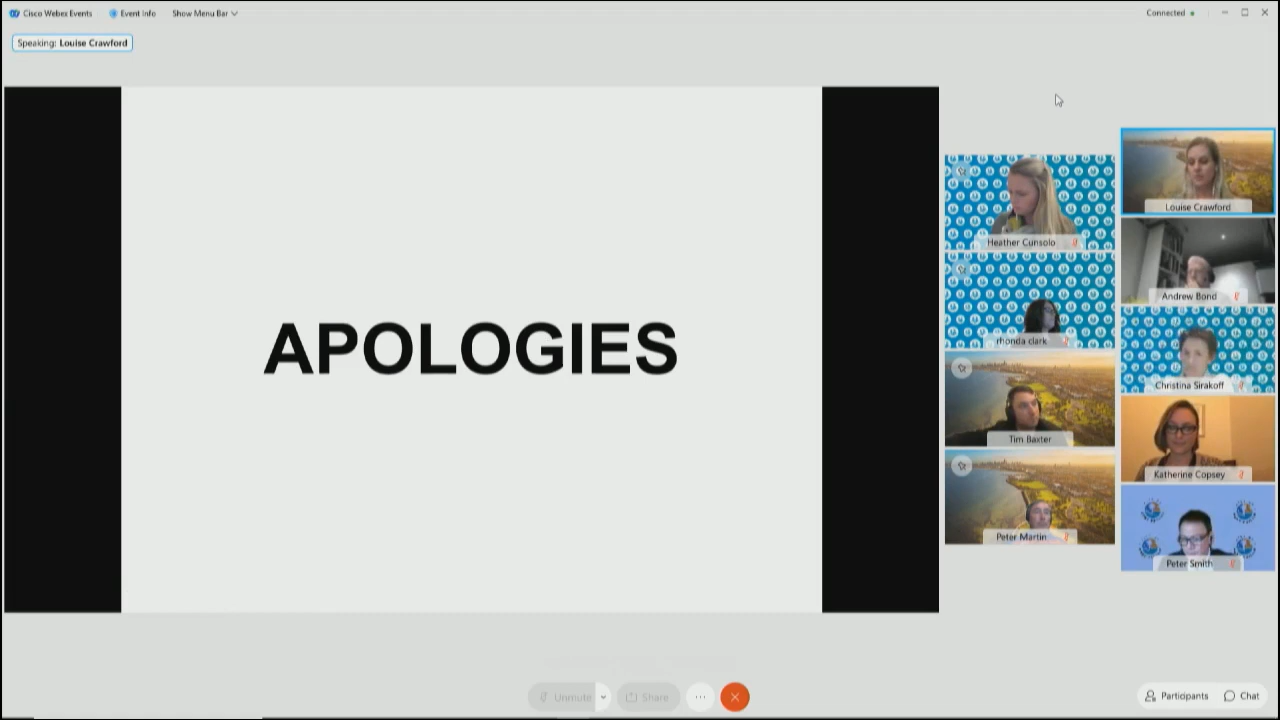 Cisco Webex Events
Event Info
Show Menu Bar
Connected
Speaking: Louise Crawford
APOLOGIES
Heather Cunsolo
rhonda clark
Tim Baxter
Peter Martin
Louise Crawford
Andrew Bond
Christina Sirakoff
Katherine Copsey
Peter Smith
Unmute
Share
Participants
Chat